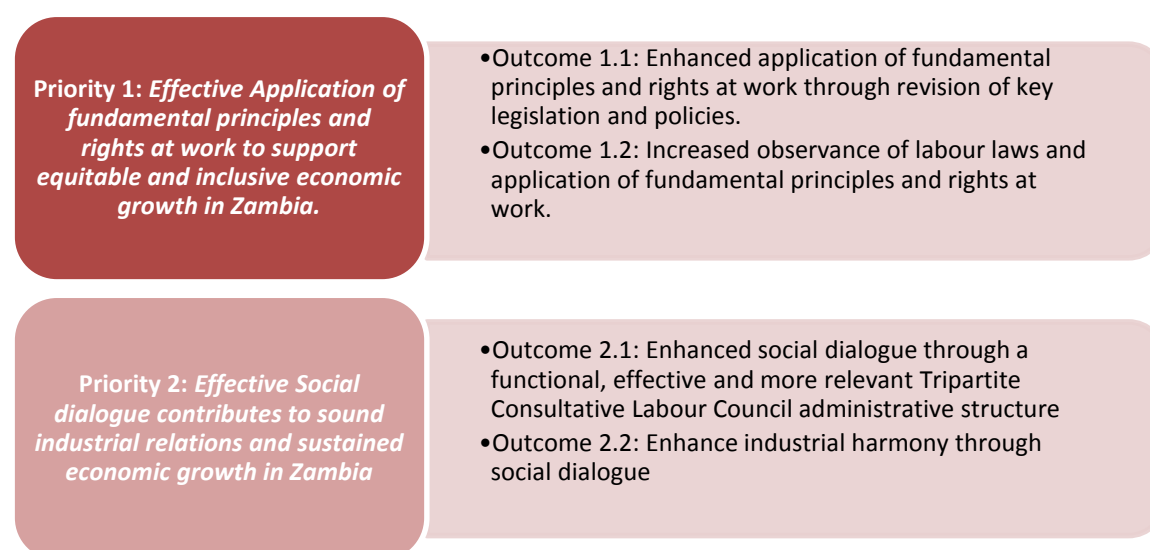 Priority 1: Effective Application of
fundamental principles and
rights at work to support
equitable and inclusive economic
growth in Zambia.
•Outcome 1.1: Enhanced application of fundamental
principles and rights at work through revision of key
legislation and policies.
•Outcome 1.2: Increased observance of labour laws and
application of fundamental principles and rights at
work.
Priority 2: Effective Social
dialogue contributes to sound
industrial relations and sustained
economic growth in Zambia
•Outcome 2.1: Enhanced social dialogue through a
functional, effective and more relevant Tripartite
Consultative Labour Council administrative structure
•Outcome 2.2: Enhance industrial harmony through
social dialogue